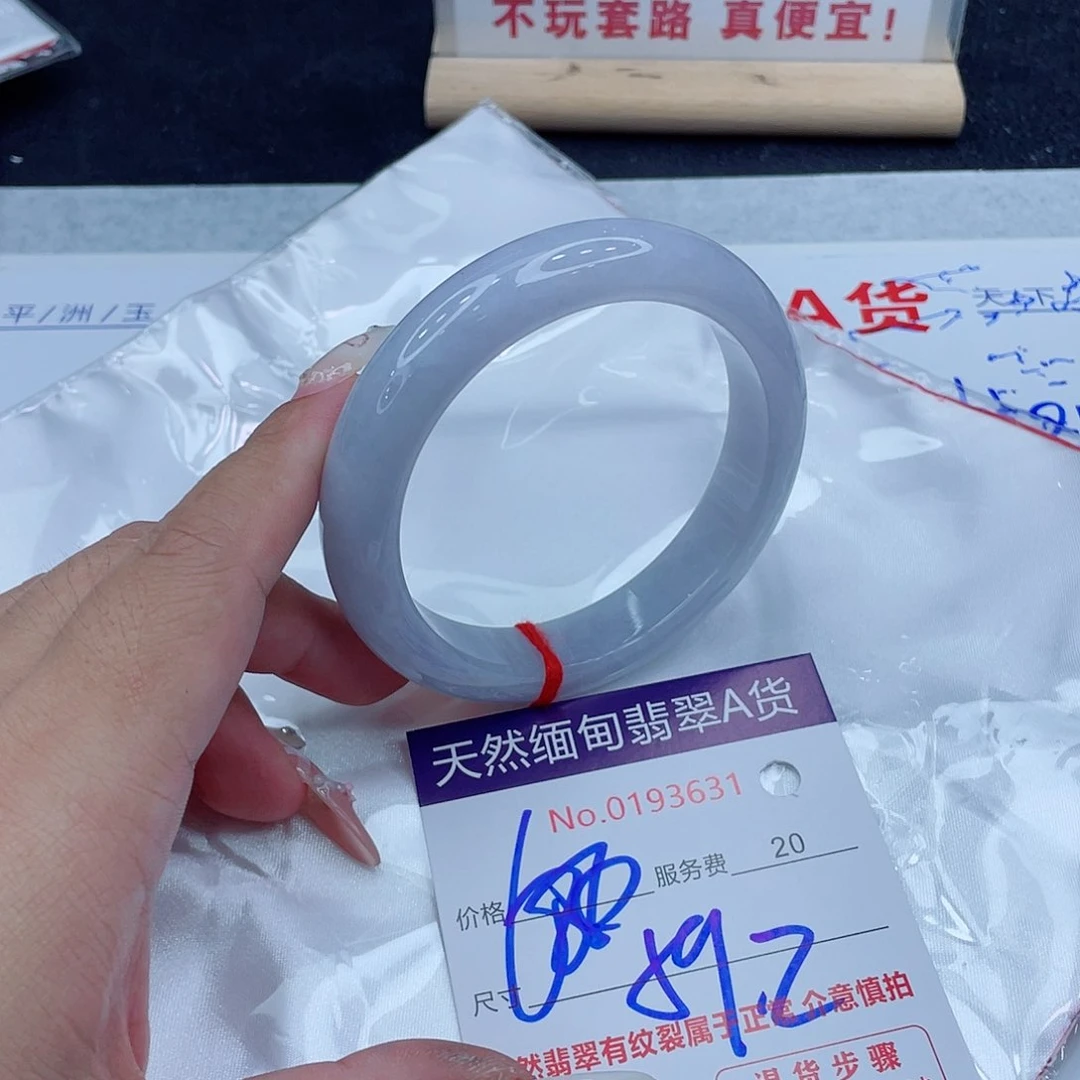 不玩套路 真便宜!
平/洲/玉
A货
天然缅甸翡翠A货
No.0193631
价格
服务费 20
尺寸 59.2
然翡翠有纹裂属于正常 介意慎拍
退货步骤